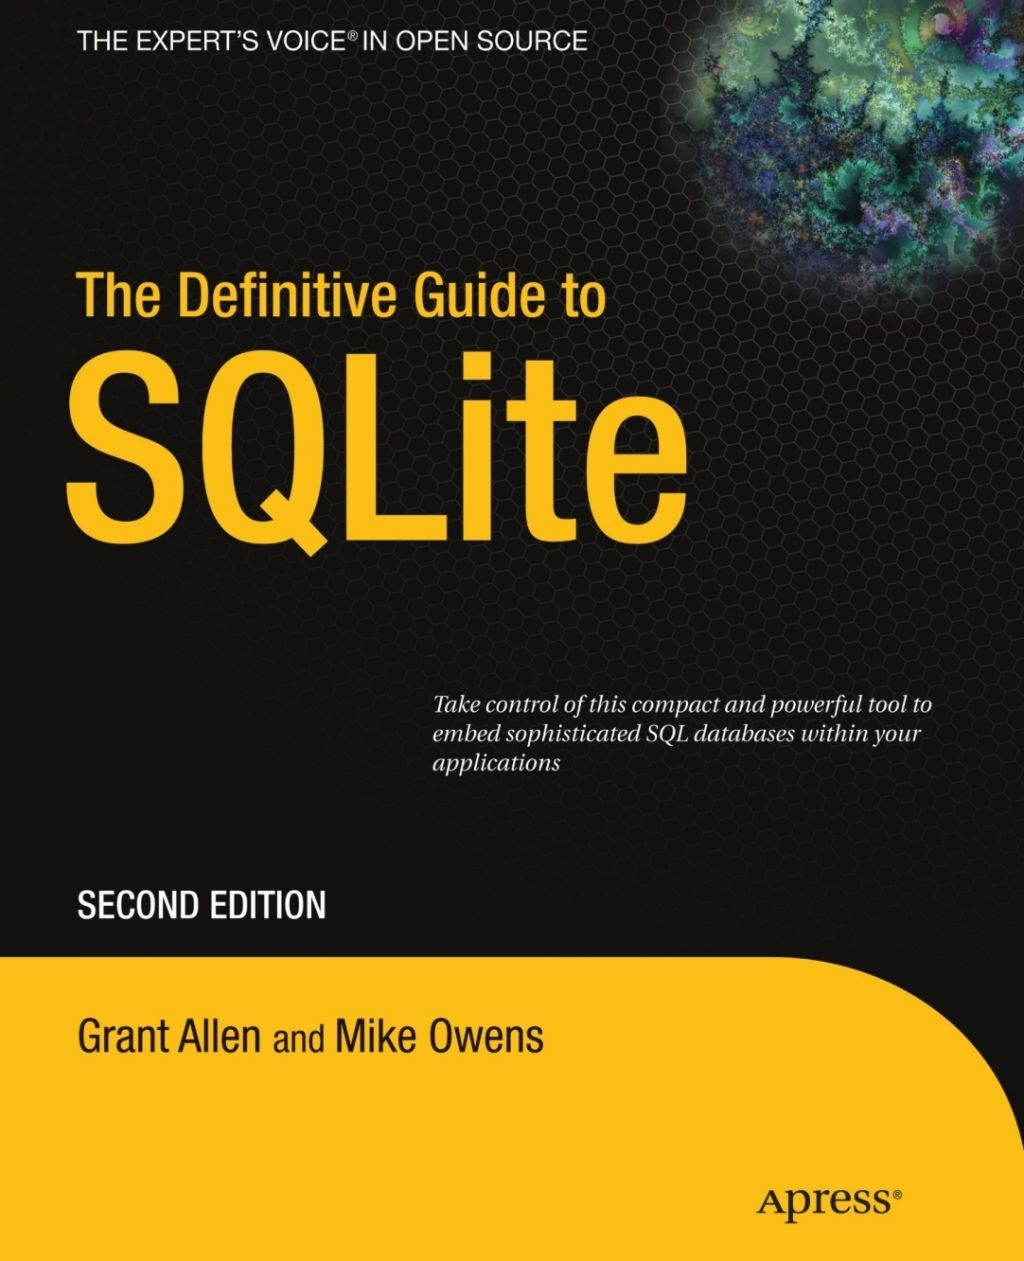 THE EXPERT'S VOICE® IN OPEN SOURCE
The Definitive Guide to
SQLite
Take control of this compact and powerful tool to
embed sophisticated SQL databases within your
applications
SECOND EDITION
Grant Allen and Mike Owens
Apress®